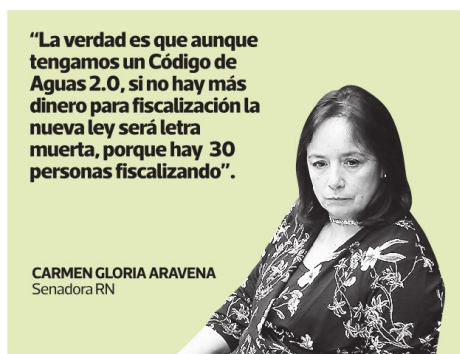 “La verdad es que aunque
tengamos un Código de
Aguas 2.0, si no hay más
dinero para fiscalización la
nueva ley será letra
muerta, porque hay 30
personas fiscalizando”.
CARMEN GLORIA ARAVENA
Senadora RN